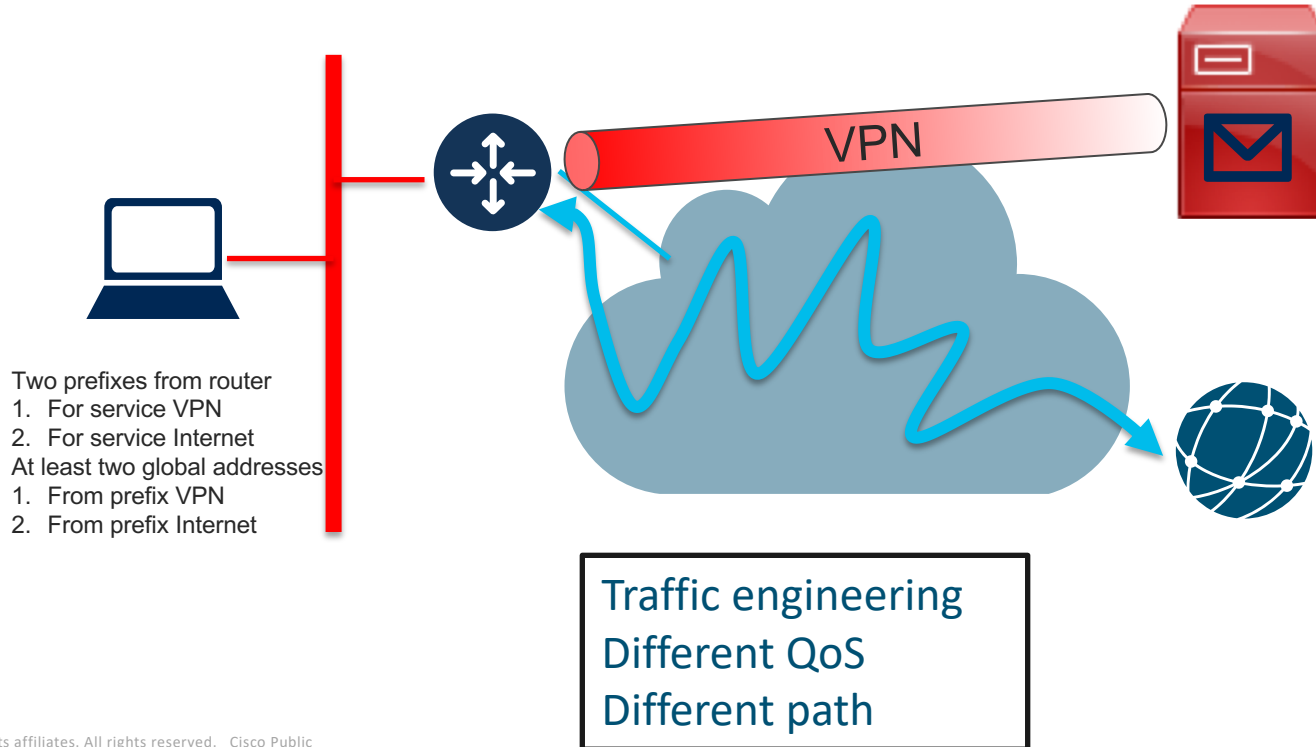 VPN
Two prefixes from router
1. For service VPN
2. For service Internet
At least two global addresses
1. From prefix VPN
2. From prefix Internet
Traffic engineering
Different QoS
Different path
affiliates. All rights reserved. Cisco Public